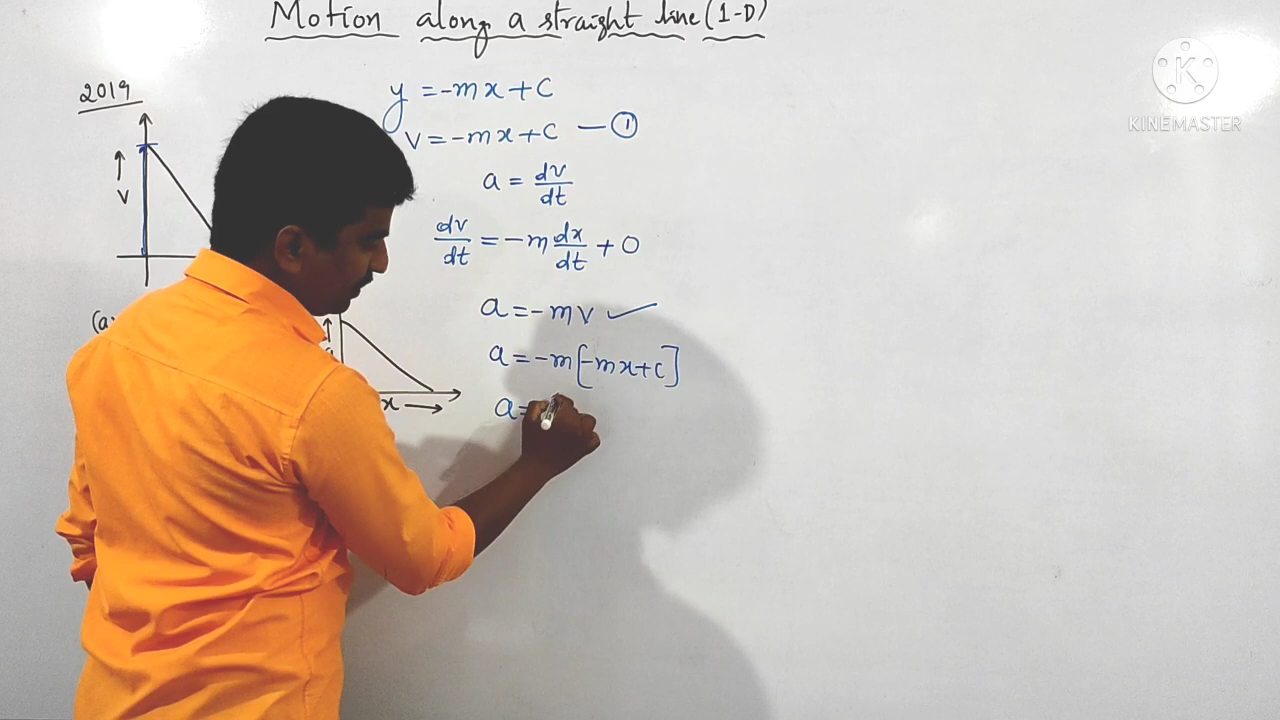 Motion along a straight line (1-D)
2019
↑
v
y = -mx + c
v = -mx + c — ①
a = dv/dt
dv/dt = -m dx/dt + 0
a = -mv ✓
a = -m[-mx+c]
a =
(a)
↑
x →
KINEMASTER